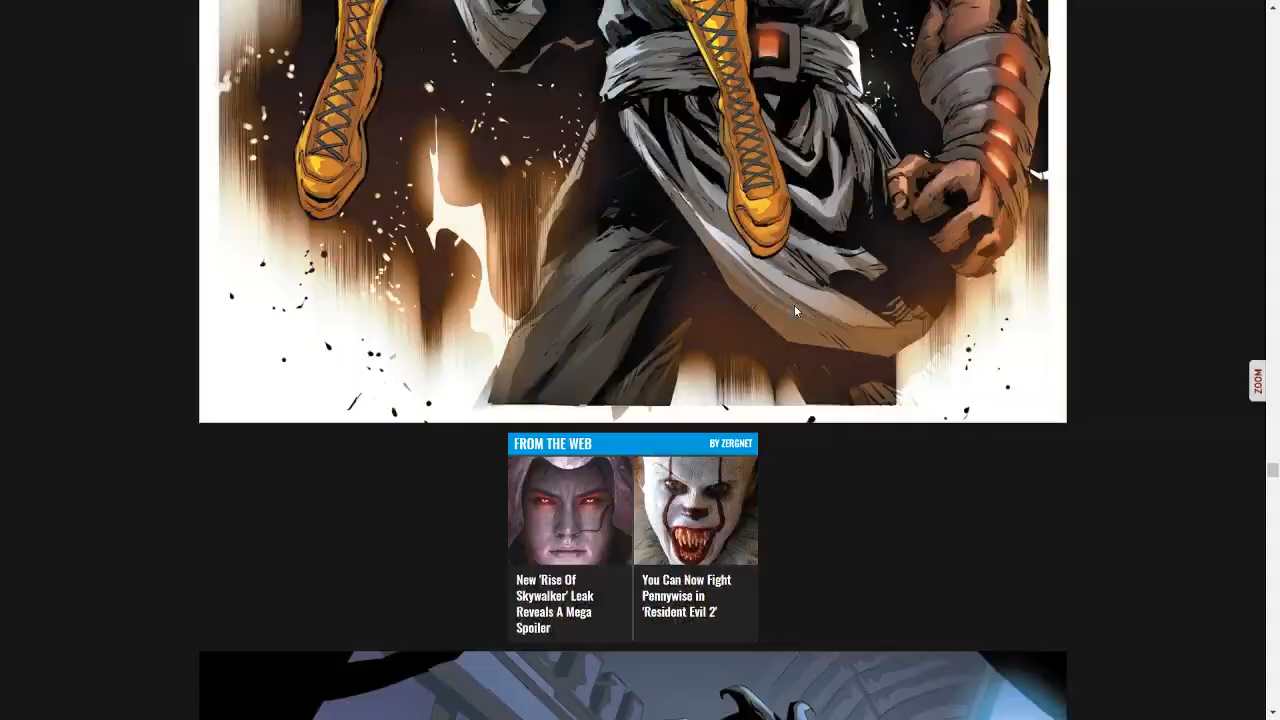 ZOOM
FROM THE WEB
BY ZERGNET
New 'Rise Of
Skywalker' Leak
Reveals A Mega
Spoiler
You Can Now Fight
Pennywise in
'Resident Evil 2'